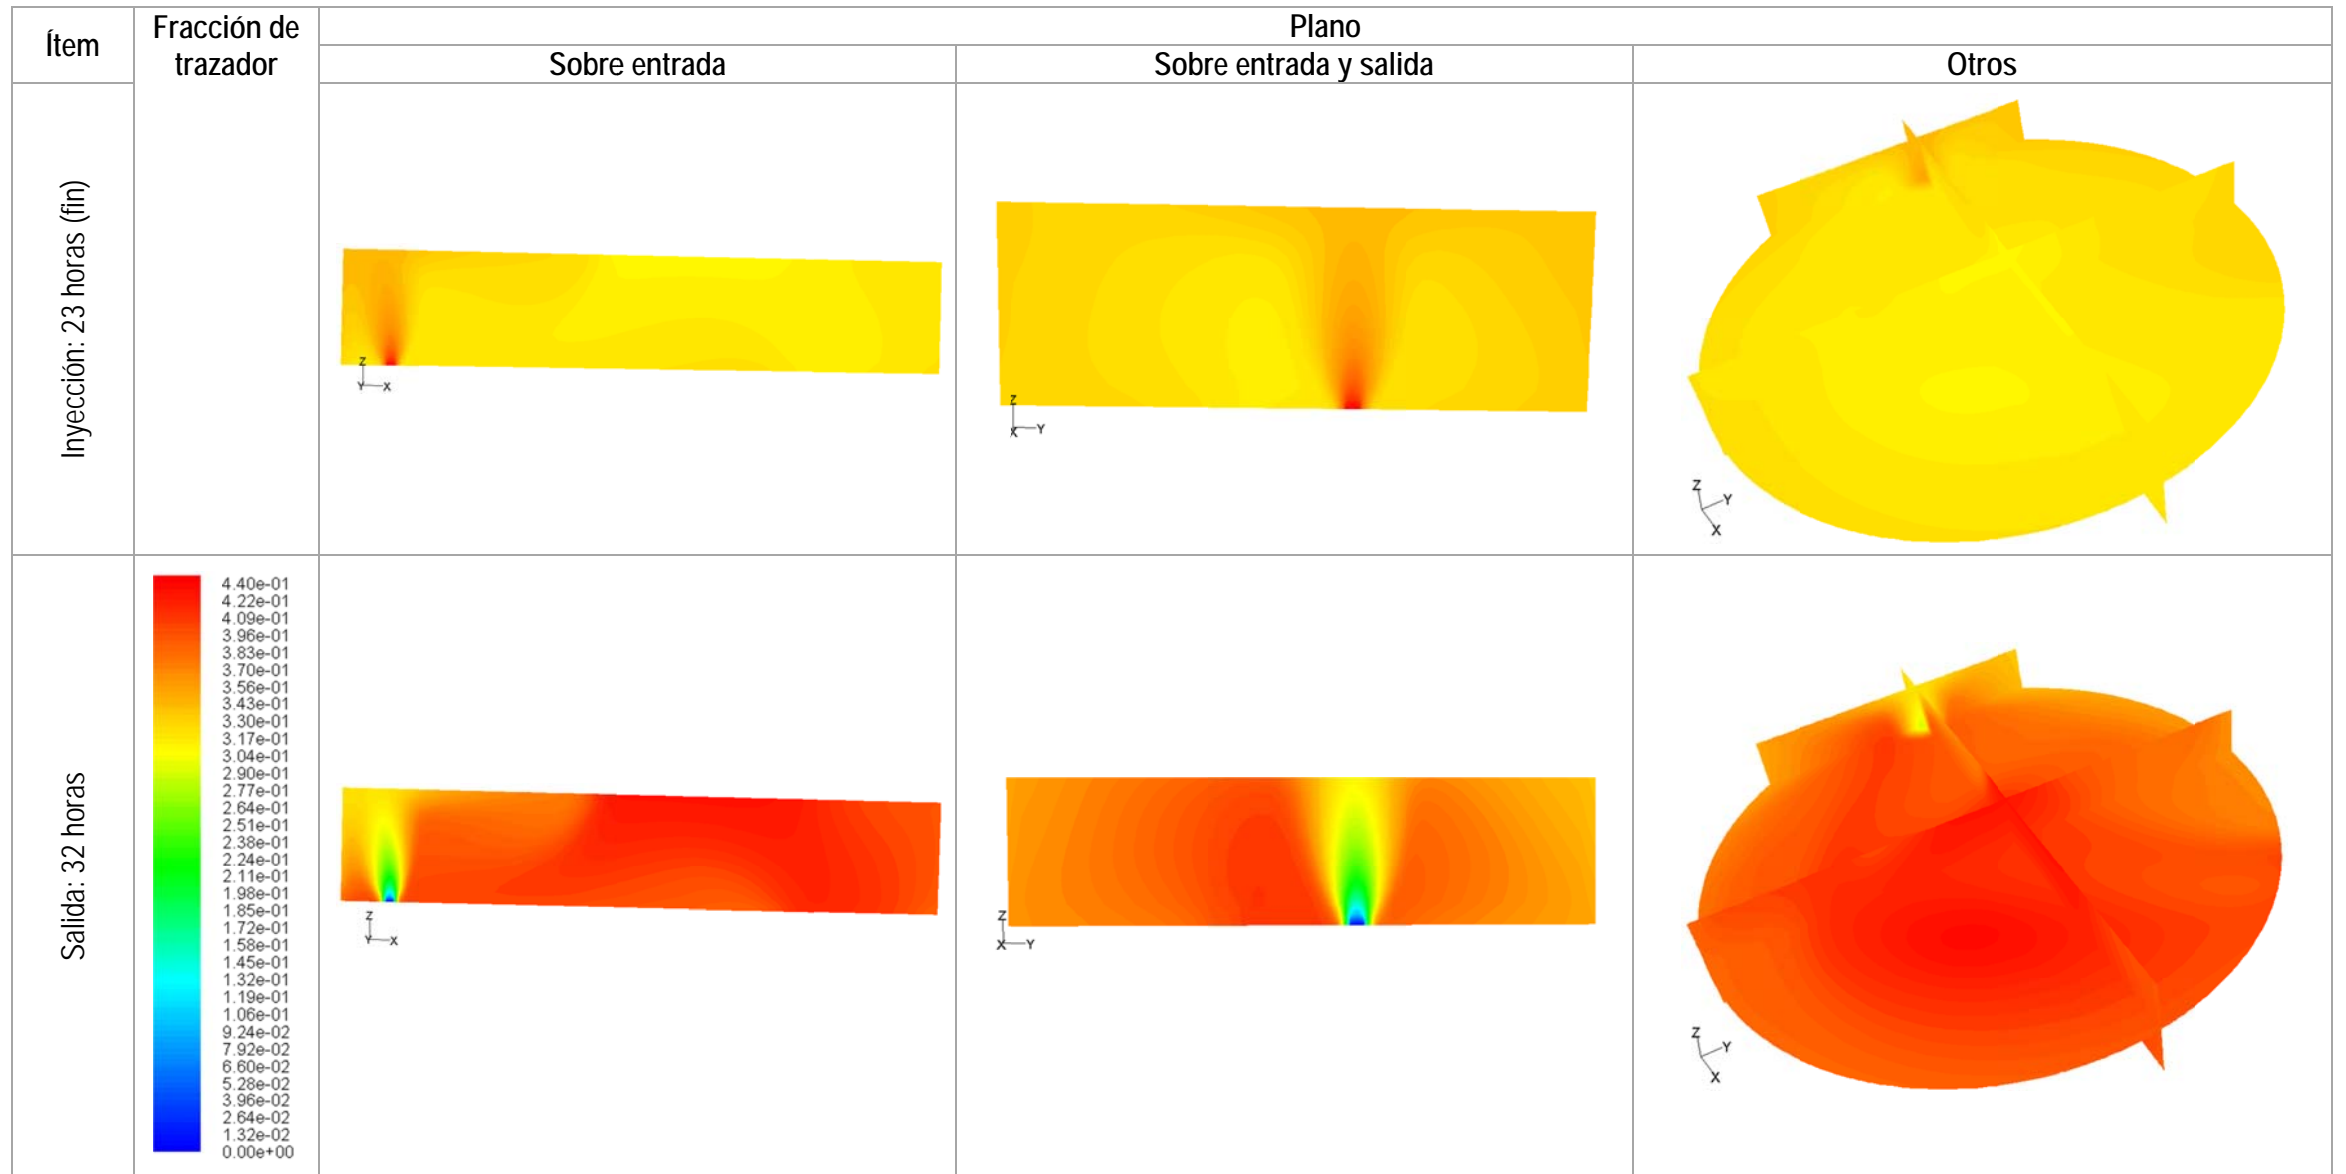 Ítem
Fracción de
trazador
Plano
Sobre entrada
Sobre entrada y salida
Otros
Inyección: 23 horas (fin)
Z
Y X
Z
X Y
Z
Y
X
Salida: 32 horas
4.40e-01
4.22e-01
4.09e-01
3.96e-01
3.83e-01
3.70e-01
3.56e-01
3.43e-01
3.30e-01
3.17e-01
3.04e-01
2.90e-01
2.77e-01
2.64e-01
2.51e-01
2.38e-01
2.24e-01
2.11e-01
1.98e-01
1.85e-01
1.72e-01
1.58e-01
1.45e-01
1.32e-01
1.19e-01
1.06e-01
9.24e-02
7.92e-02
6.60e-02
5.28e-02
3.96e-02
2.64e-02
1.32e-02
0.00e+00
Z
Y X
Z
X Y
Z
Y
X